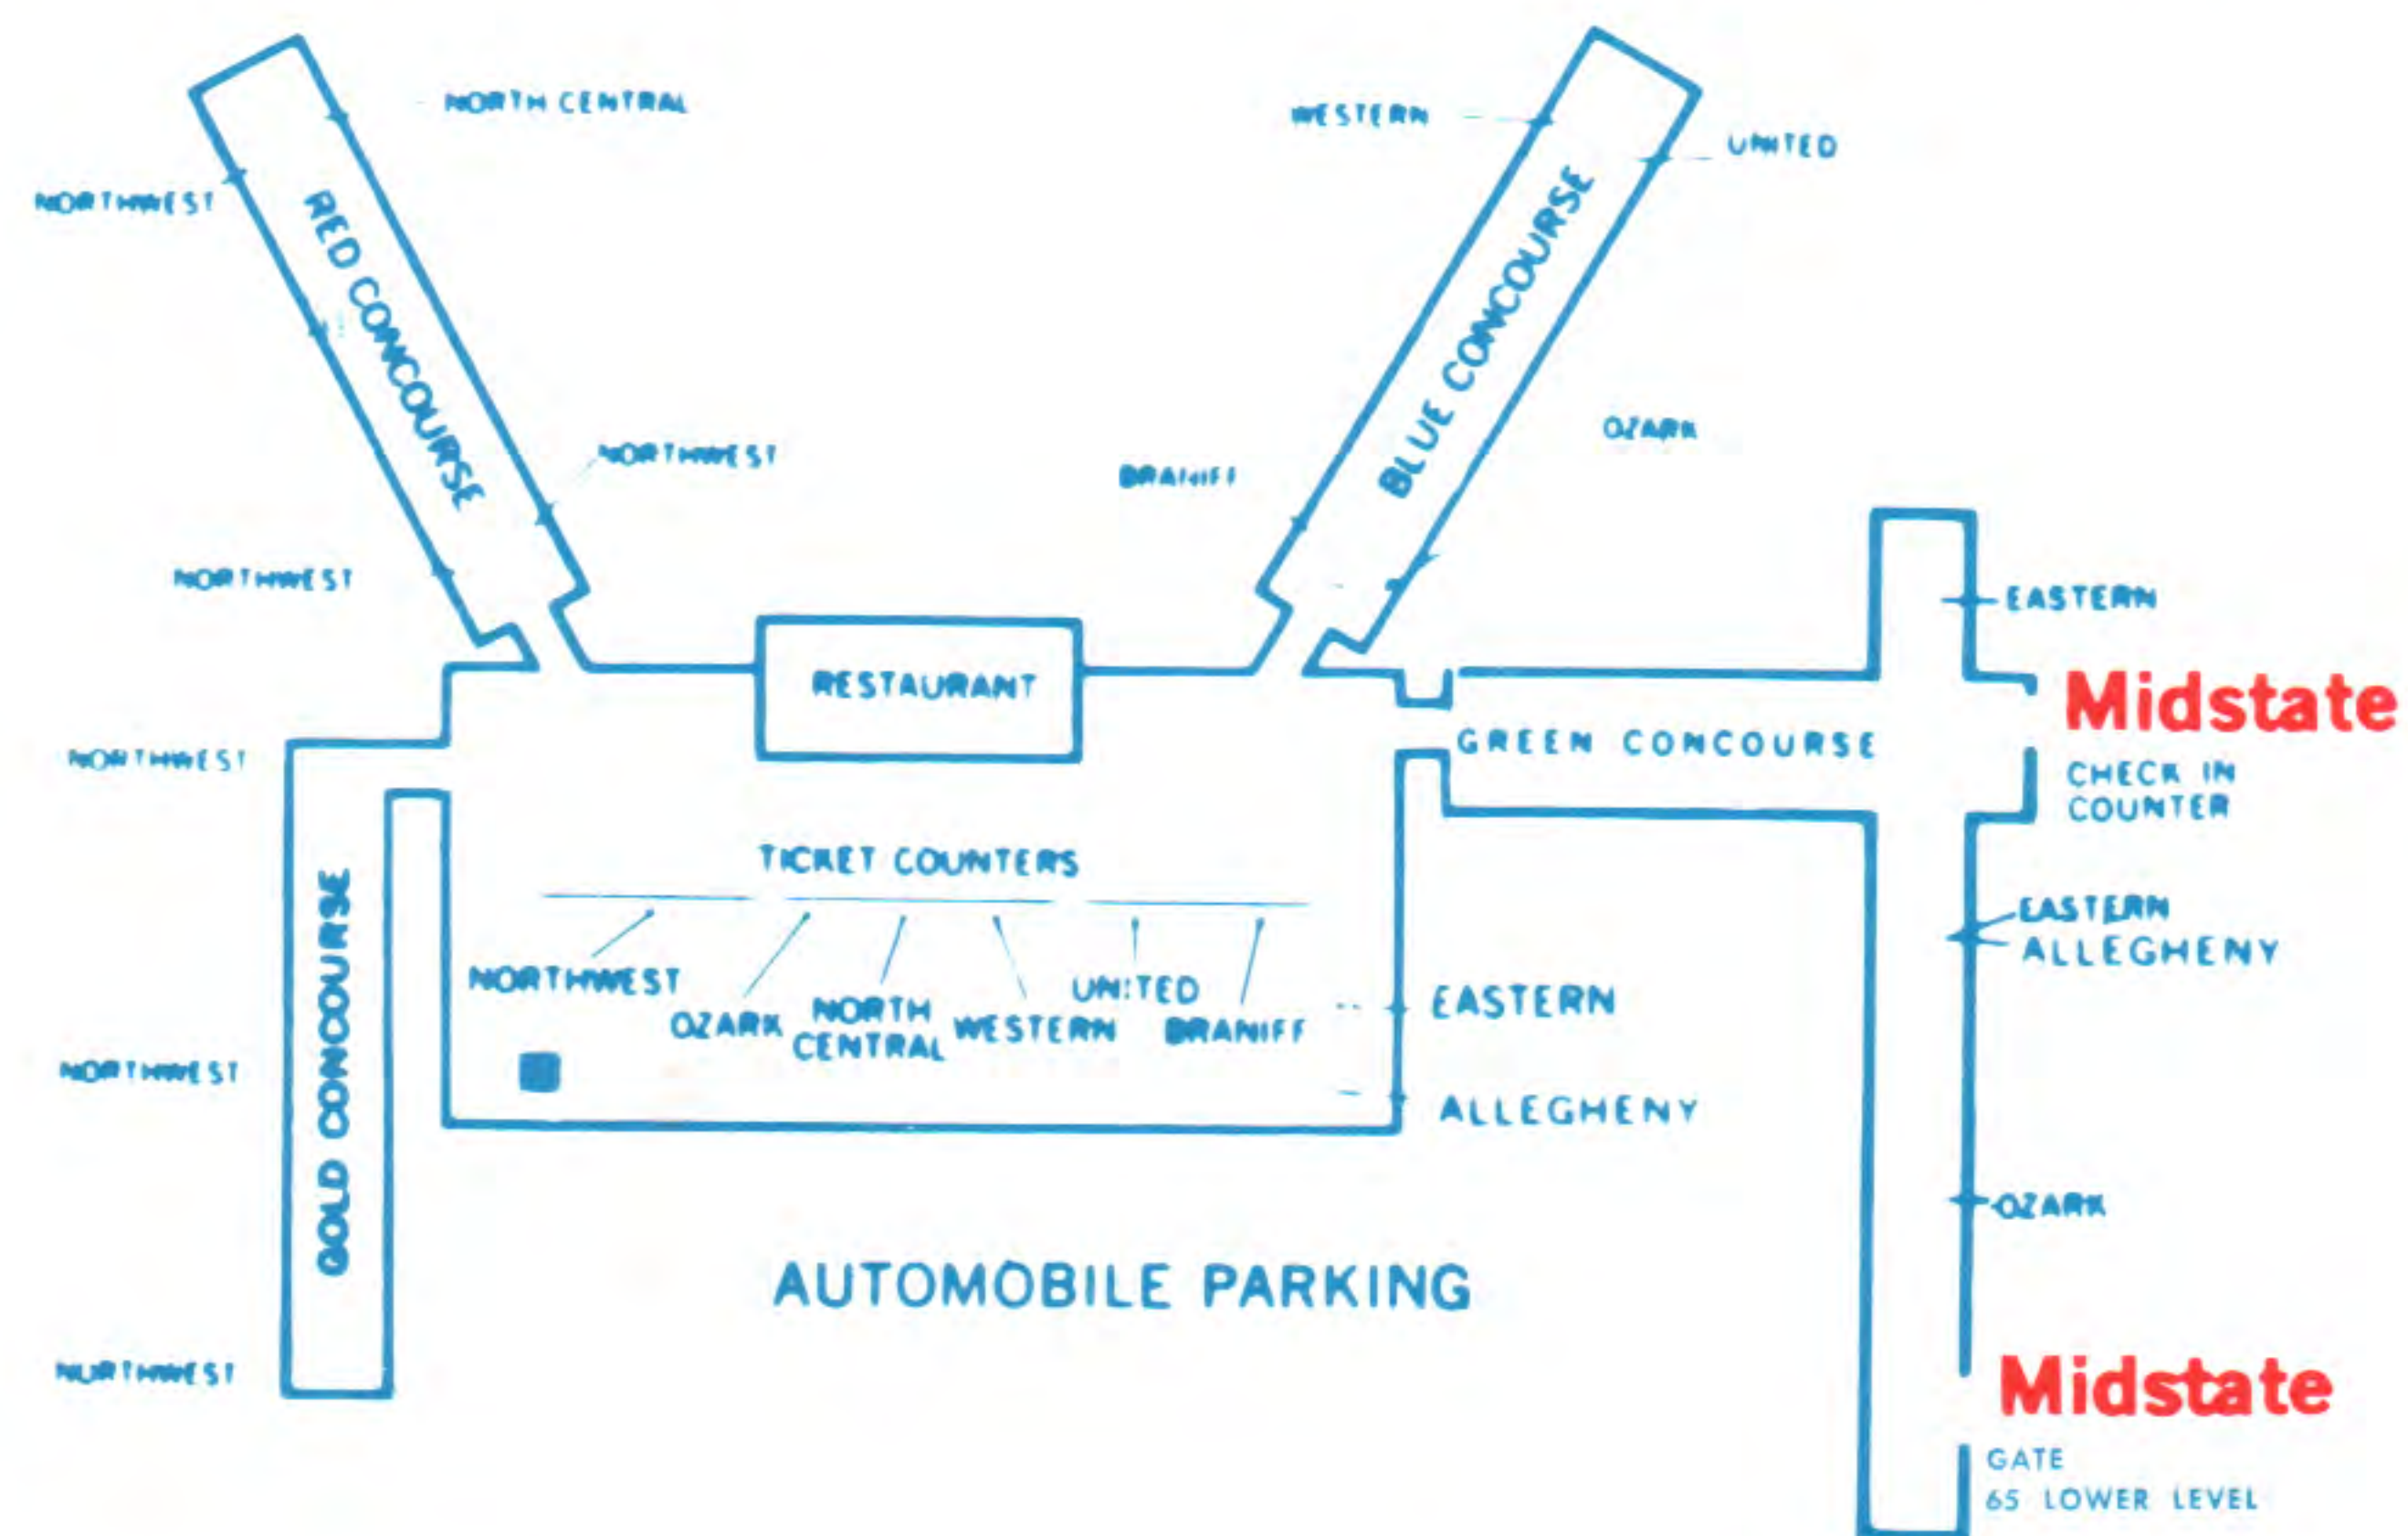 NORTH CENTRAL
WESTERN
UNITED
NORTHWEST
RED CONCOURSE
BLUE CONCOURSE
OZARK
NORTHWEST
BRANIFF
NORTHWEST
EASTERN
RESTAURANT
Midstate
CHECK IN
COUNTER
GREEN CONCOURSE
NORTHWEST
TICKET COUNTERS
EASTERN
ALLEGHENY
GOLD CONCOURSE
NORTHWEST
OZARK
NORTH
CENTRAL
WESTERN
UNITED
BRANIFF
EASTERN
NORTHWEST
ALLEGHENY
OZARK
AUTOMOBILE PARKING
NORTHWEST
Midstate
GATE
65 LOWER LEVEL